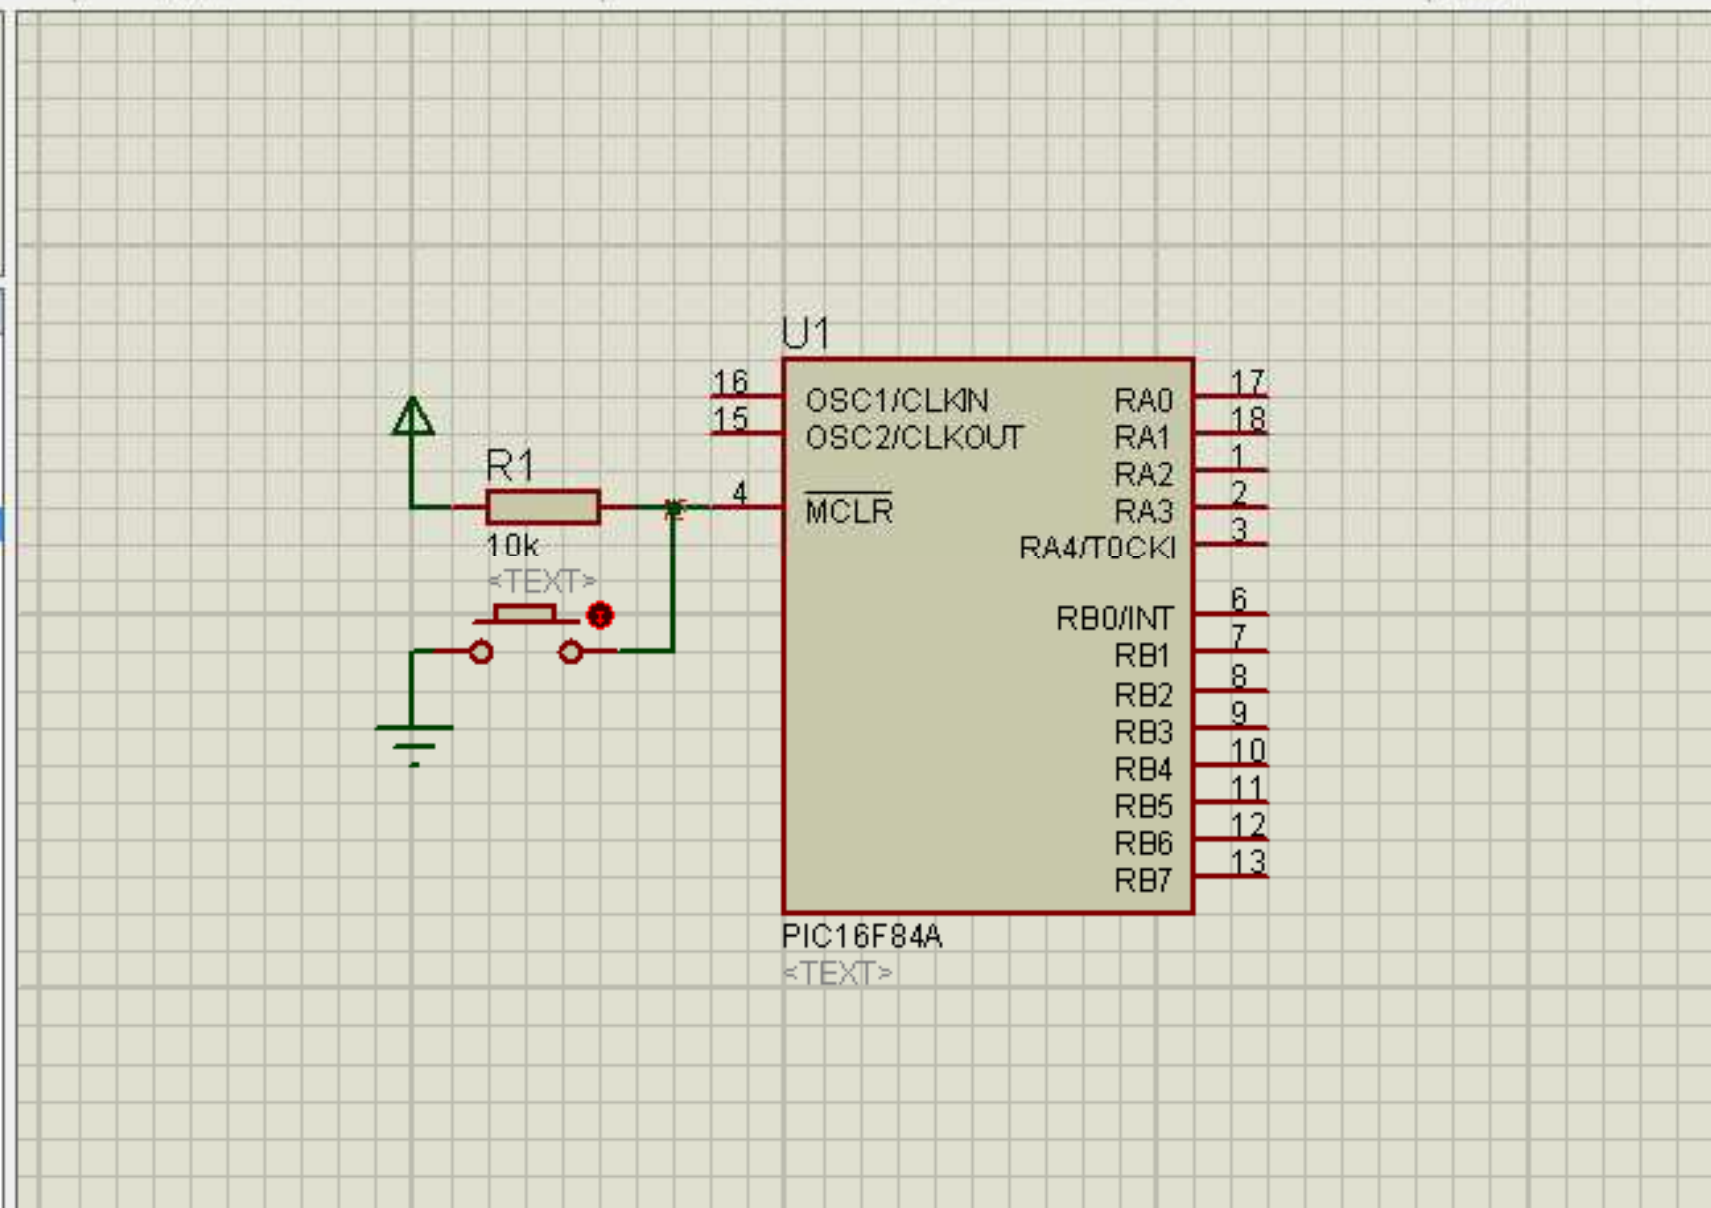 U1
16
OSC1/CLKIN
RA0
17
15
OSC2/CLKOUT
RA1
18
RA2
1
R1
4
MCLR
RA3
2
10k
RA4/T0CKI
3
<TEXT>
RB0/INT
6
RB1
7
RB2
8
RB3
9
RB4
10
RB5
11
RB6
12
RB7
13
PIC16F84A
<TEXT>